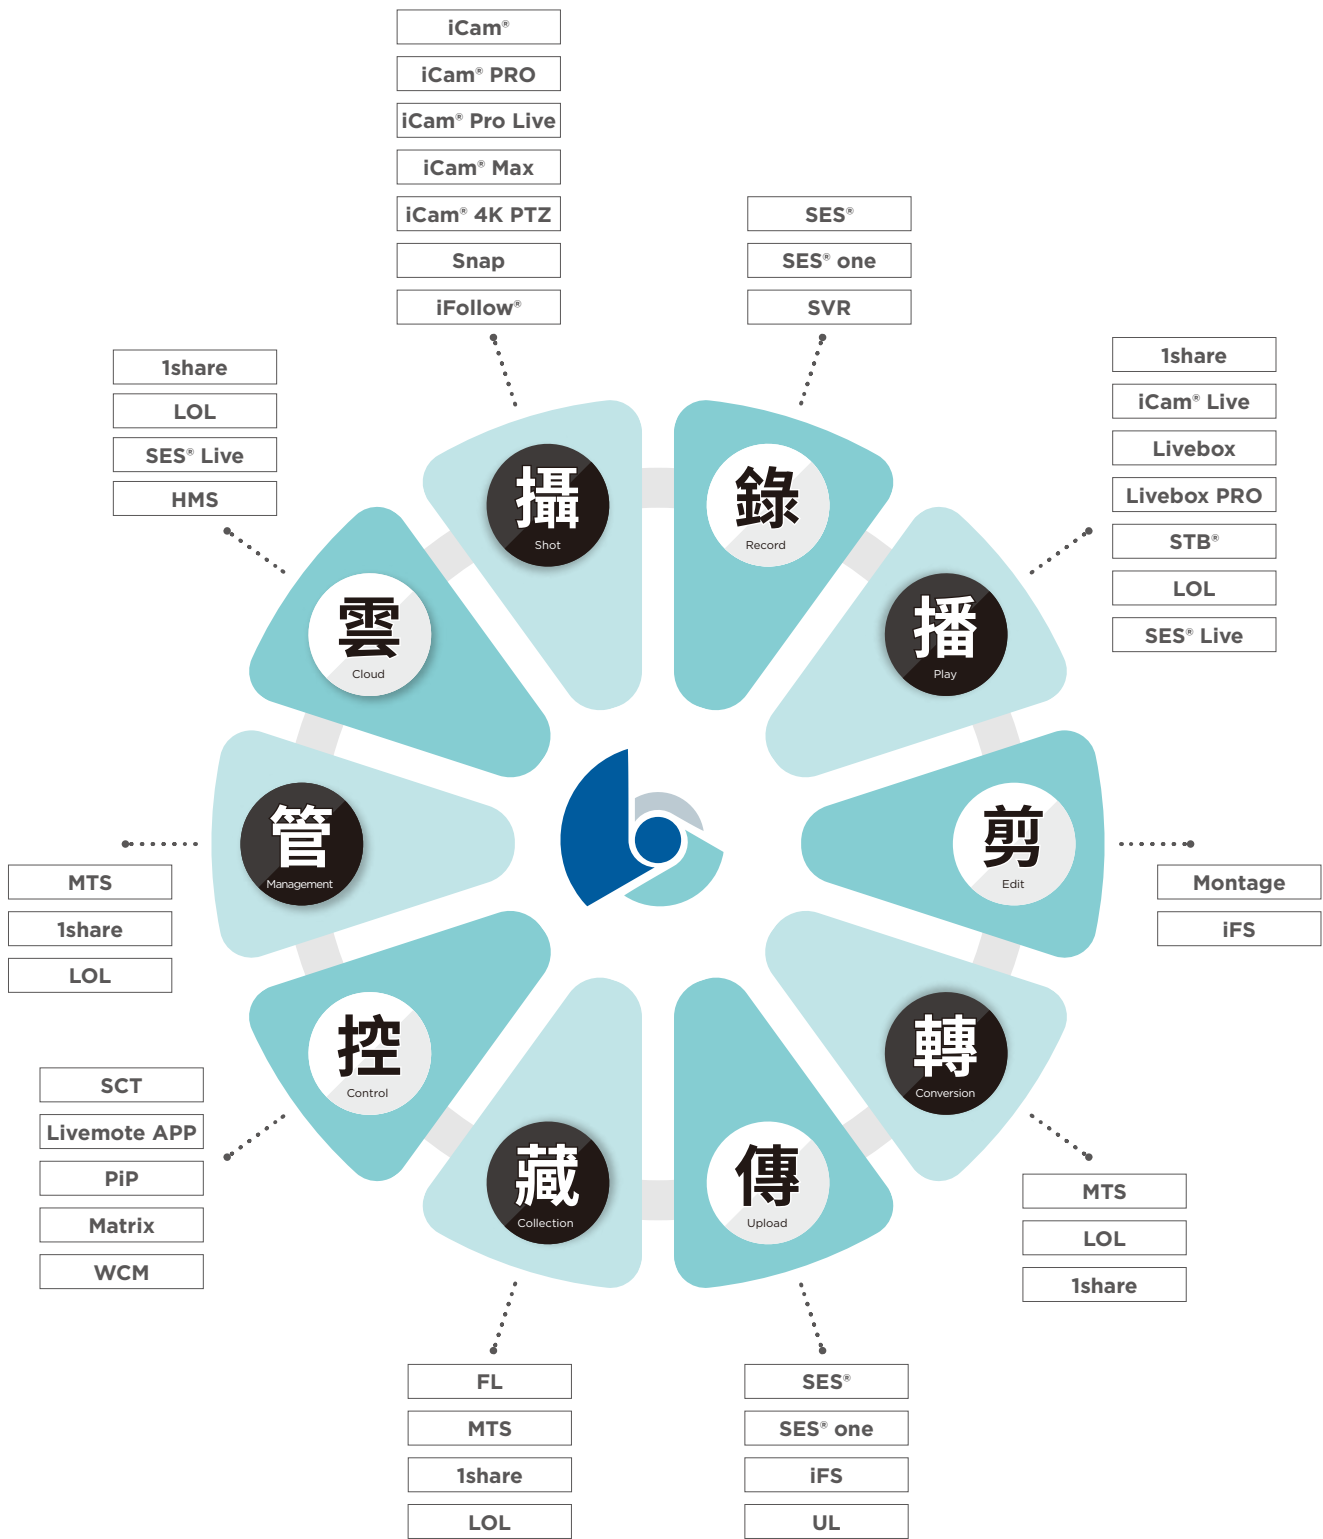 iCam®
iCam® PRO
iCam® Pro Live
iCam® Max
iCam® 4K PTZ
Snap
iFollow®
攝
Shot
SES®
SES® one
SVR
錄
Record
1share
iCam® Live
Livebox
Livebox PRO
STB®
LOL
SES® Live
播
Play
剪
Edit
Montage
iFS
轉
Conversion
MTS
LOL
1share
傳
Upload
SES®
SES® one
iFS
UL
藏
Collection
FL
MTS
1share
LOL
控
Control
SCT
Livemote APP
PiP
Matrix
WCM
管
Management
MTS
1share
LOL
雲
Cloud
1share
LOL
SES® Live
HMS